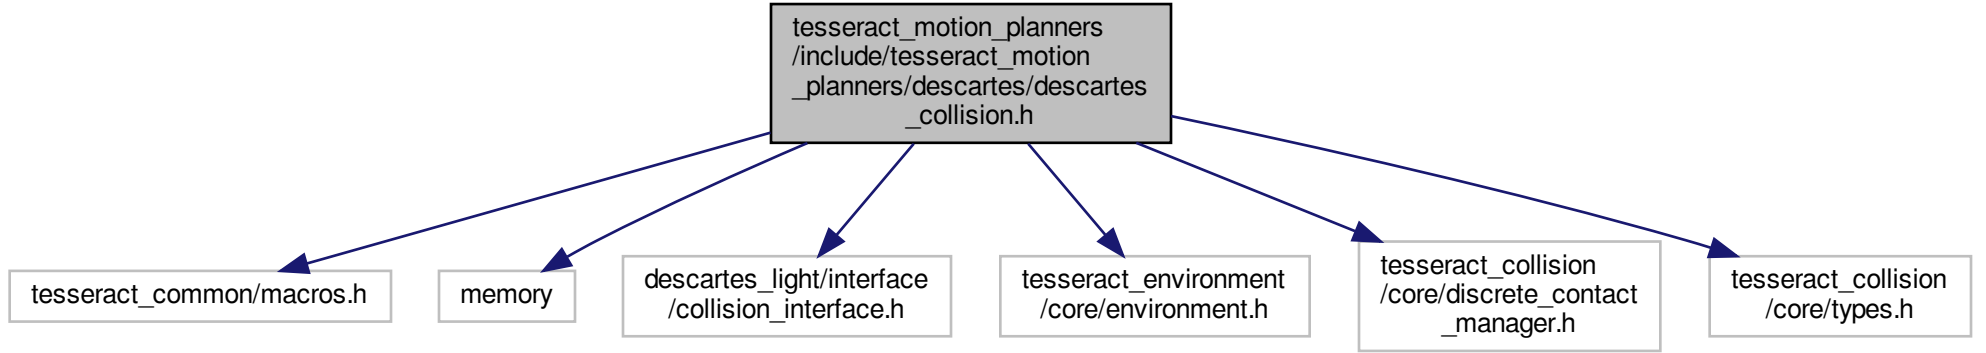 tesseract_motion_planners
/include/tesseract_motion
_planners/descartes/descartes
_collision.h
tesseract_common/macros.h
memory
descartes_light/interface
/collision_interface.h
tesseract_environment
/core/environment.h
tesseract_collision
/core/discrete_contact
_manager.h
tesseract_collision
/core/types.h